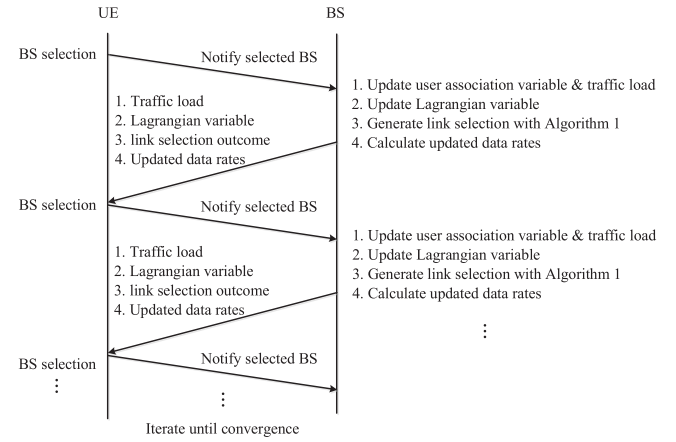 UE
BS
BS selection
Notify selected BS
1. Update user association variable & traffic load
2. Update Lagrangian variable
3. Generate link selection with Algorithm 1
4. Calculate updated data rates
1. Traffic load
2. Lagrangian variable
3. link selection outcome
4. Updated data rates
BS selection
Notify selected BS
1. Update user association variable & traffic load
2. Update Lagrangian variable
3. Generate link selection with Algorithm 1
4. Calculate updated data rates
1. Traffic load
2. Lagrangian variable
3. link selection outcome
4. Updated data rates
BS selection
Notify selected BS
Iterate until convergence